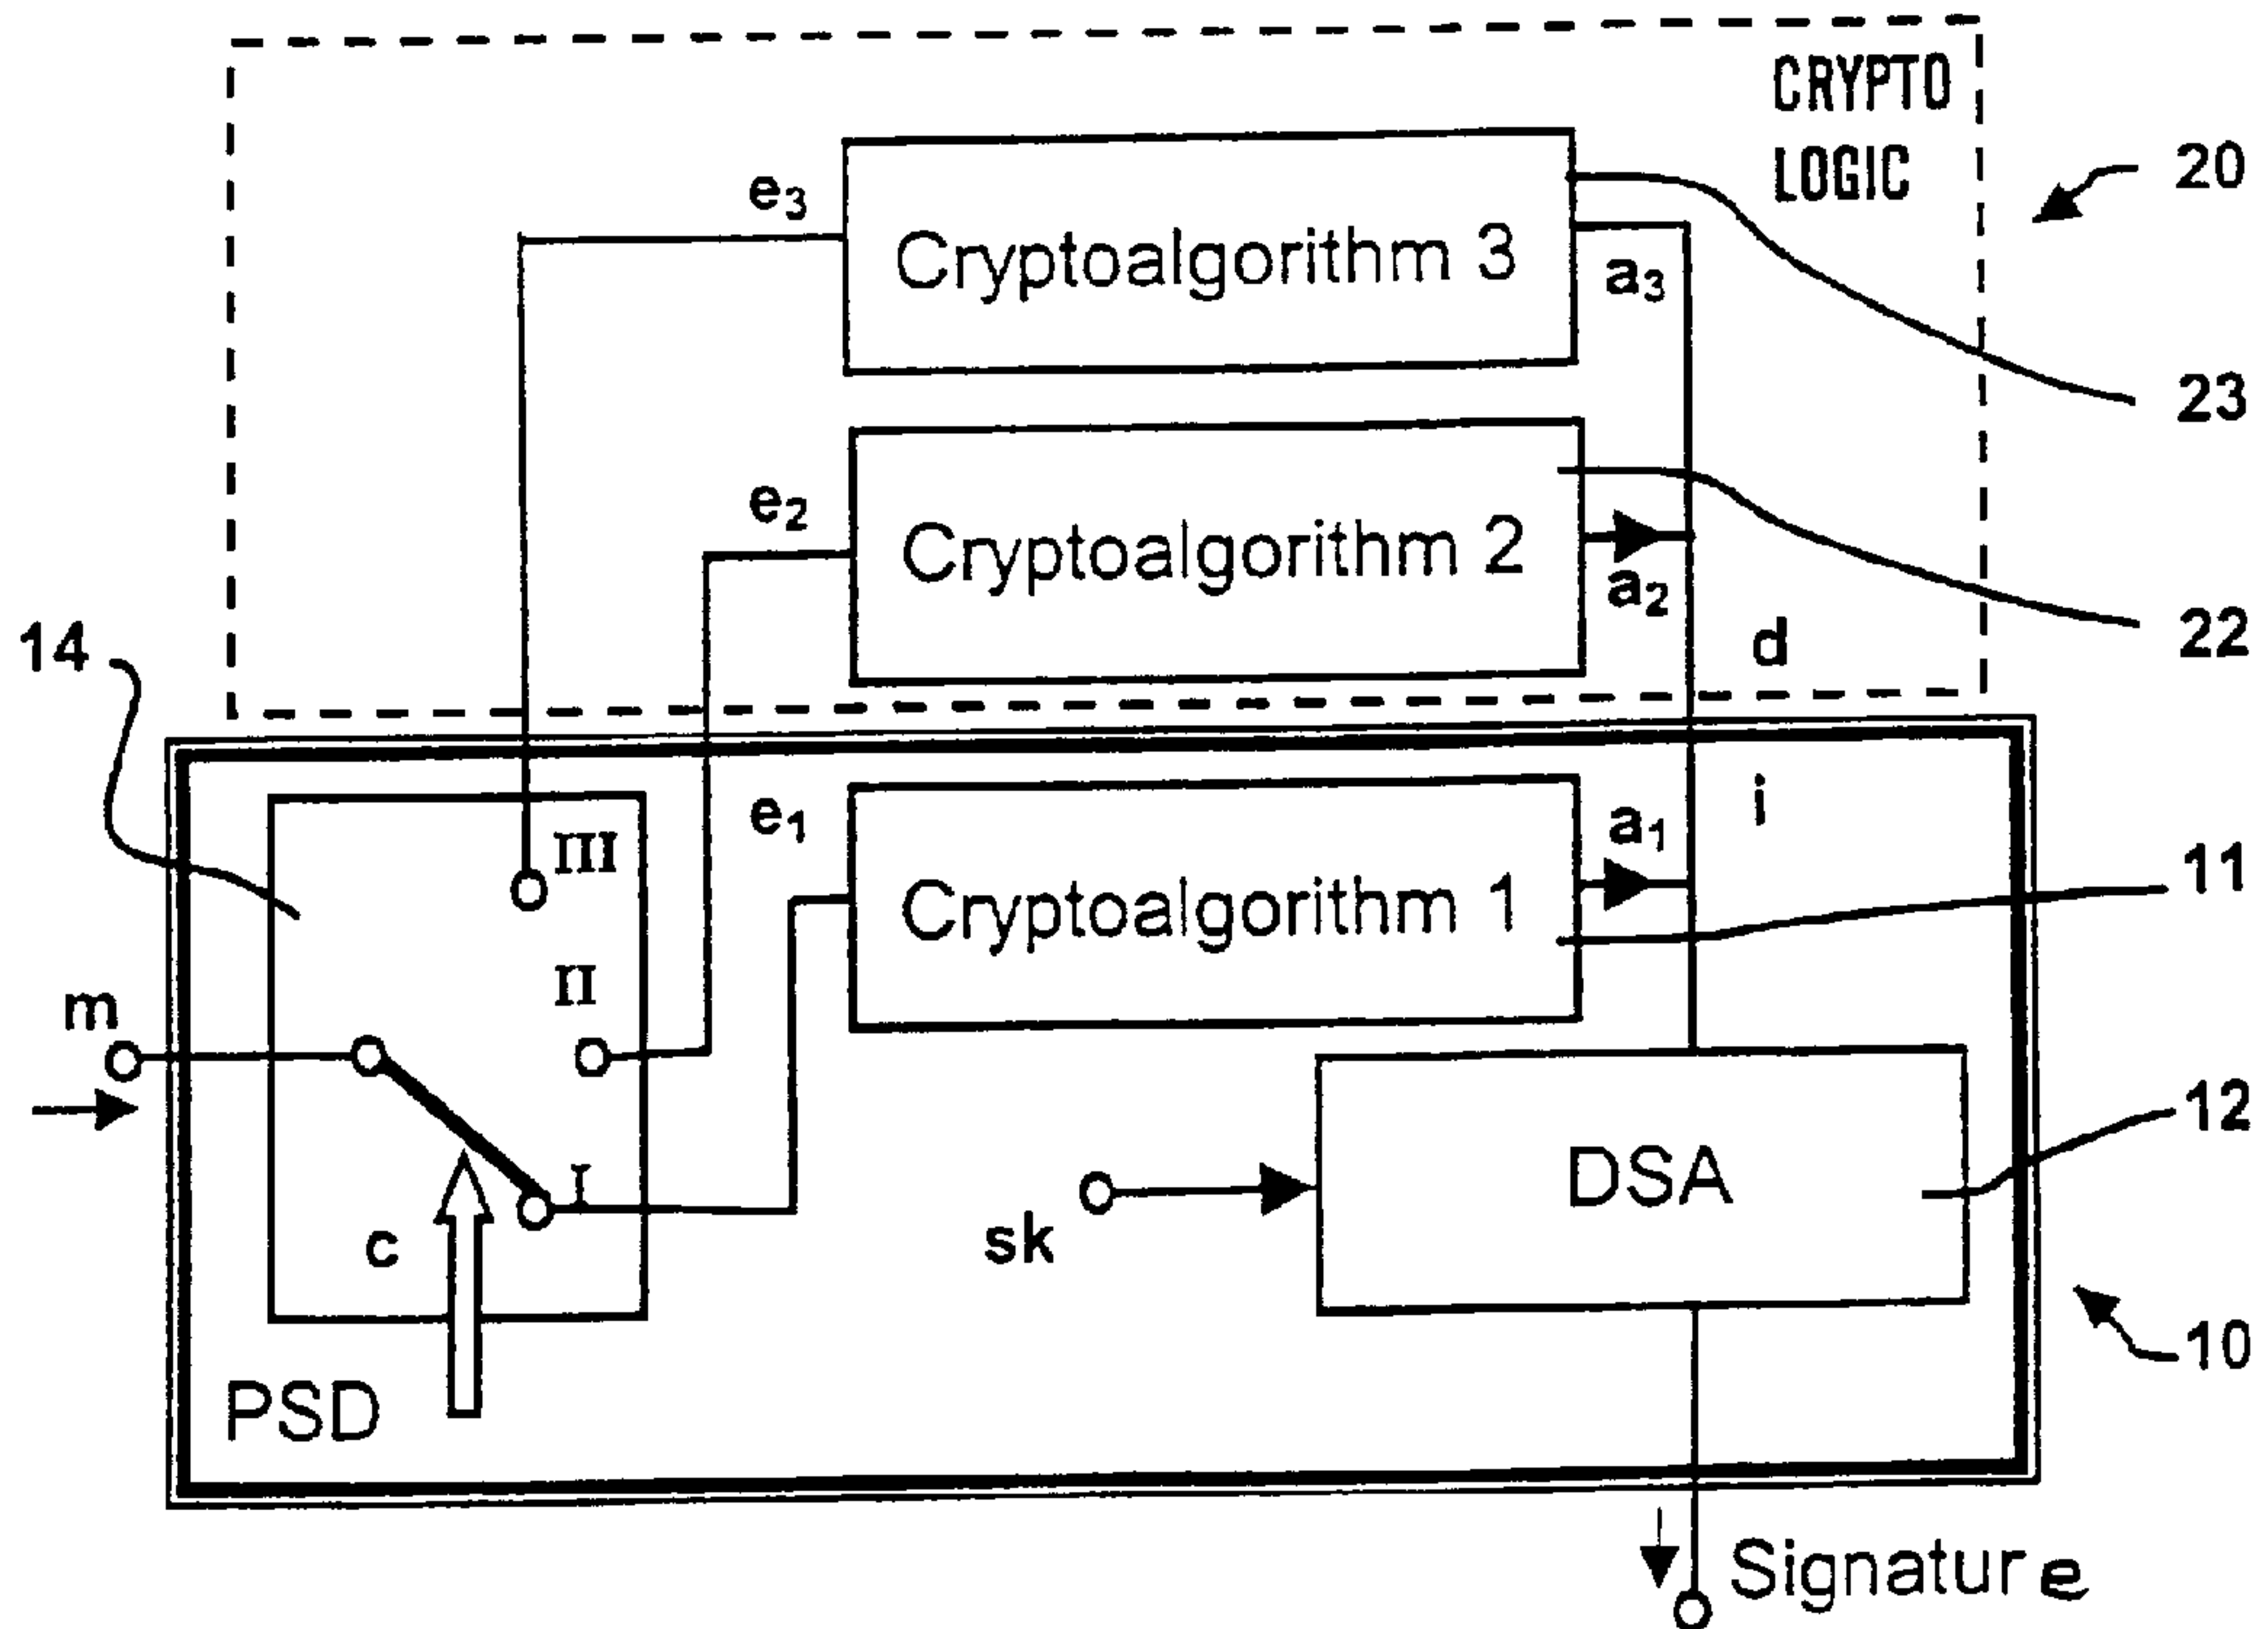 CRYPTO
LOGIC
20
e3
Cryptoalgorithm 3
a3
23
e2
Cryptoalgorithm 2
a2
22
14
d
i
e1
Cryptoalgorithm 1
a1
11
III
II
m
I
c
sk
DSA
12
10
PSD
Signature